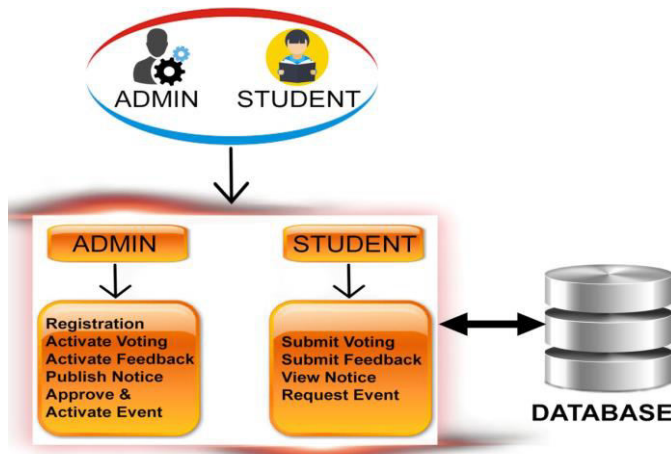 ADMIN STUDENT
ADMIN
Registration
Activate Voting
Activate Feedback
Publish Notice
Approve &
Activate Event
STUDENT
Submit Voting
Submit Feedback
View Notice
Request Event
DATABASE